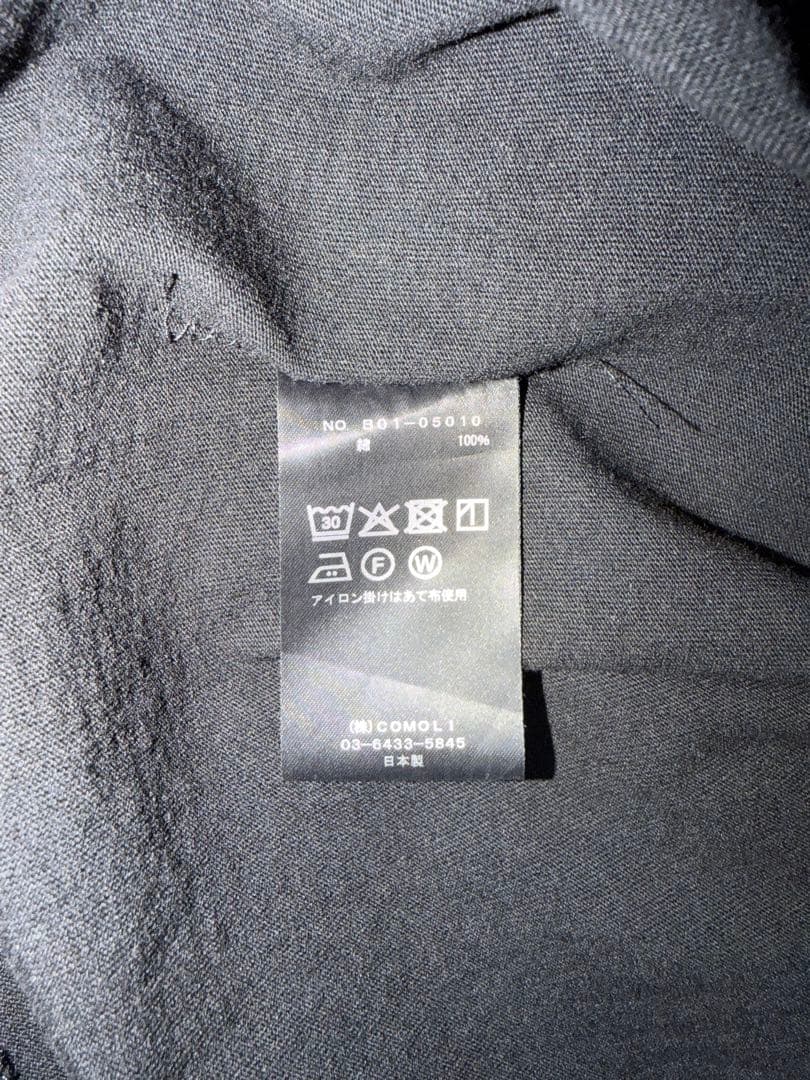 NO. B01-05010
綿 100%
30
F W
アイロン掛けはあて布使用
(株)COMOLI
03-6433-5845
日本製